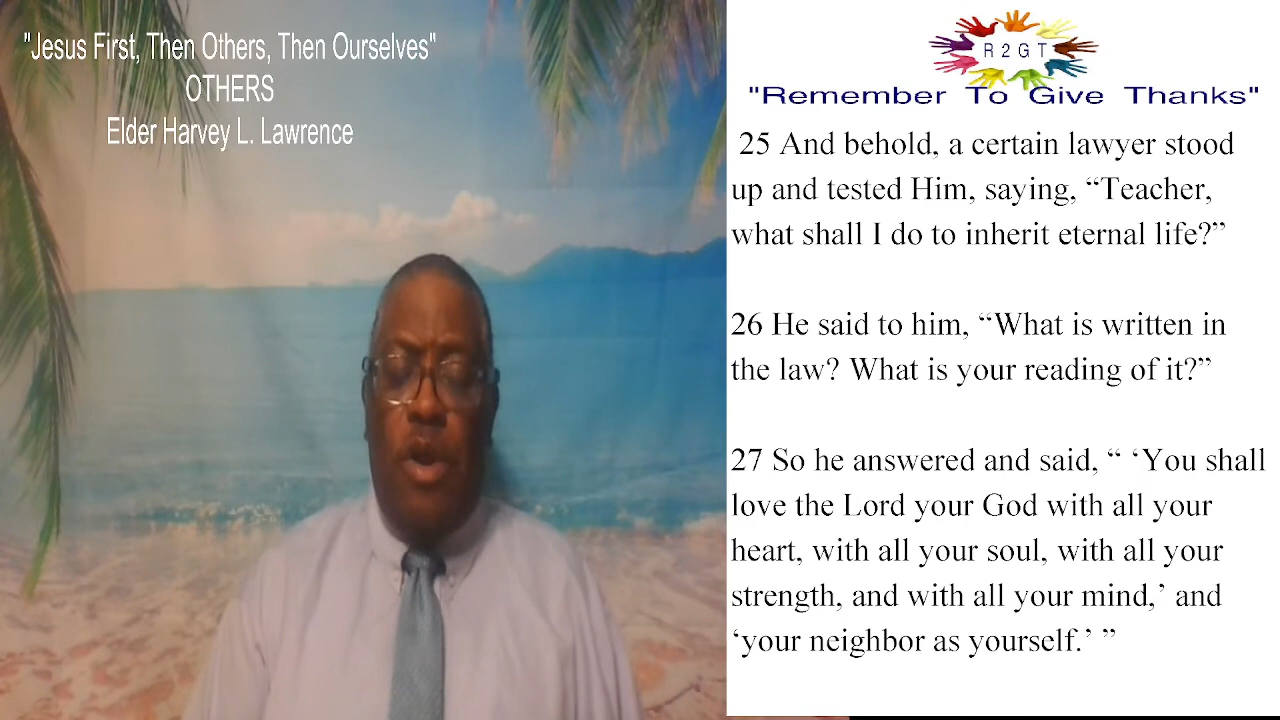 "Jesus First, Then Others, Then Ourselves"
OTHERS
Elder Harvey L. Lawrence
R2GT
"Remember To Give Thanks"
25 And behold, a certain lawyer stood
up and tested Him, saying, “Teacher,
what shall I do to inherit eternal life?”
26 He said to him, “What is written in
the law? What is your reading of it?”
27 So he answered and said, “ ‘You shall
love the Lord your God with all your
heart, with all your soul, with all your
strength, and with all your mind,’ and
‘your neighbor as yourself.’ ”